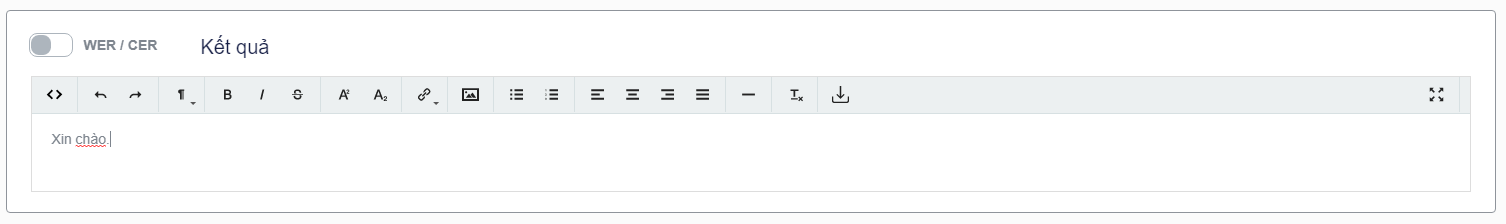 WER / CER Kết quả
Xin chào.